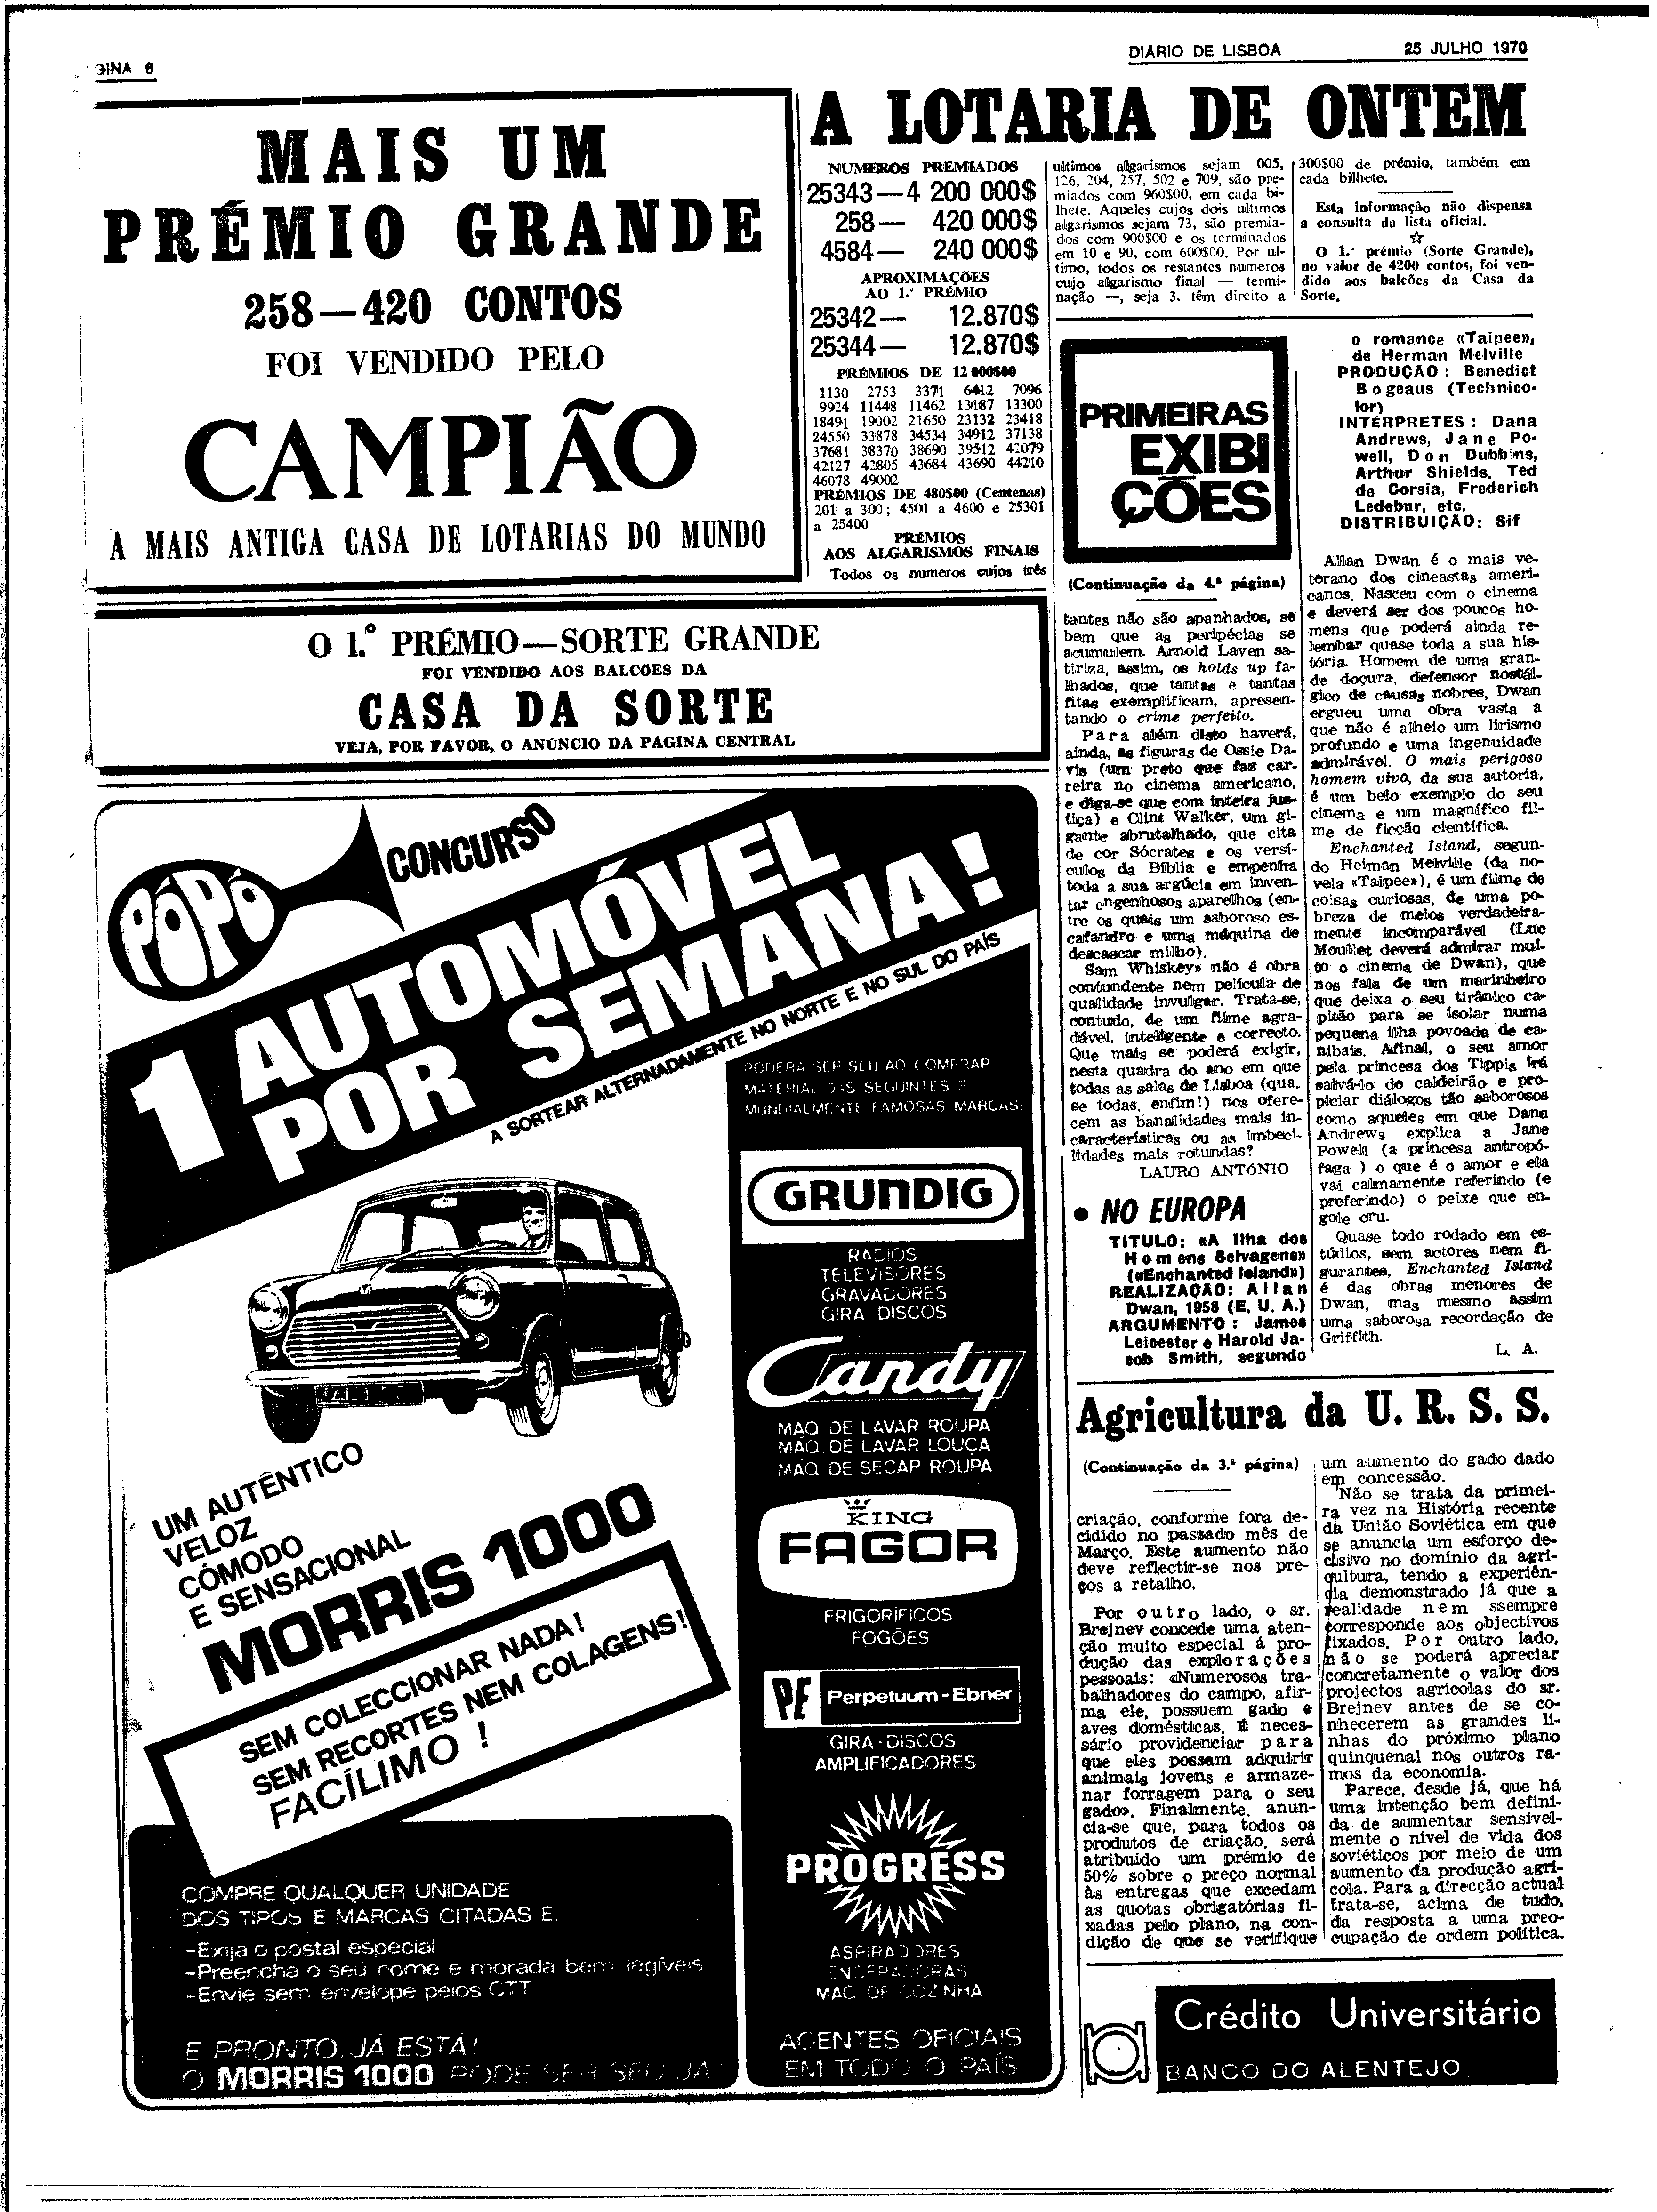 GINA 6
DIARIO DE LISBOA
25 JULHO 1970
MAIS UM
PRÉMIO GRANDE
258—420 CONTOS
FOI VENDIDO PELO
CAMPIÃO
A MAIS ANTIGA CASA DE LOTARIAS DO MUNDO
O 1.º PRÉMIO—SORTE GRANDE
FOI VENDIDO AOS BALCÕES DA
CASA DA SORTE
VEJA, POR FAVOR, O ANÚNCIO DA PAGINA CENTRAL
A LOTARIA DE ONTEM
NUMEROS PREMIADOS
25343—4 200 000$
258— 420 000$
4584— 240 000$
APROXIMAÇÕES
AO 1.º PRÉMIO
25342— 12.870$
25344— 12.870$
PRÉMIOS DE 12 000$00
1130 2753 3371 6412 7096
9924 11448 11462 13187 13300
18491 19002 21650 23132 23418
24550 33878 34534 34912 37138
37681 38370 38690 39512 42079
42127 42805 43684 43690 44210
46078 49002
PRÉMIOS DE 480$00 (Centenas)
201 a 300; 4501 a 4600 e 25301
a 25400
PRÉMIOS
AOS ALGARISMOS FINAIS
Todos os numeros cujos três
ultimos algarismos sejam 005,
126, 204, 257, 502 e 709, são pre-
miados com 960$00, em cada bi-
lhete. Aqueles cujos dois ultimos
algarismos sejam 73, são premia-
dos com 900$00 e os terminados
em 10 e 90, com 600$00. Por ul-
timo, todos os restantes numeros
cujo algarismo final — termi-
nação —, seja 3. têm direito a
300$00 de prémio, também em
cada bilhete.
Esta informação não dispensa
a consulta da lista oficial.
O 1.º prémio (Sorte Grande),
no valor de 4200 contos, foi ven-
dido aos balcões da Casa da
Sorte.
PRIMEIRAS
EXIBI
ÇÕES
(Continuação da 4.ª página)
tantes não são apanhados, se
bem que as peripécias se
acumulem. Arnold Laven sa-
tiriza, assim, os holds up fa-
lhados, que tantas e tantas
fitas exemplificam, apresen-
tando o crime perfeito.
Para além disto haverá,
ainda, as figuras de Ossie Da-
vis (um preto que fas car-
reira no cinema americano,
e diga-se que com inteira jus-
tiça) e Clint Walker, um gi-
gante abrutalhado, que cita
de cor Sócrates e os versí-
culos da Bíblia e empenha
toda a sua argúcia em inven-
tar engenhosos aparelhos (en-
tre os quais um saboroso es-
cafandro e uma máquina de
descascar milho).
Sam Whiskey» não é obra
contundente nem película de
qualidade invulgar. Trata-se,
contudo, de um filme agra-
dável, inteligente e correcto.
Que mais se poderá exigir,
nesta quadra do ano em que
todas as salas de Lisboa (qua.
se todas, enfim!) nos ofere-
cem as banalidades mais in-
características ou as imbeci-
lidades mais rotundas?
LAURO ANTÓNIO
• NO EUROPA
TITULO: «A Ilha dos
Homens Selvagens»
(«Enchanted Island»)
REALIZAÇÃO: Allan
Dwan, 1958 (E. U. A.)
ARGUMENTO: James
Leicester e Harold Ja-
cob Smith, segundo
o romance «Taipee»,
de Herman Melville
PRODUÇÃO: Benedict
Bogeaus (Technico-
lor)
INTERPRETES: Dana
Andrews, Jane Po-
well, Don Dubbins,
Arthur Shields, Ted
de Corsia, Frederich
Ledebur, etc.
DISTRIBUIÇÃO: Sif
Allan Dwan é o mais ve-
terano dos cineastas ameri-
canos. Nasceu com o cinema
e deverá ser dos poucos ho-
mens que poderá ainda re-
lembar quase toda a sua his-
tória. Homem de uma gran-
de doçura, defensor nostál-
gico de causas nobres, Dwan
ergueu uma obra vasta a
que não é alheio um lirismo
profundo e uma ingenuidade
admirável. O mais perigoso
homem vivo, da sua autoria,
é um belo exemplo do seu
cinema e um magnífico fil-
me de ficção científica.
Enchanted Island, segun-
do Heiman Melville (da no-
vela «Taipee»), é um filme de
coisas curiosas, de uma po-
breza de meios verdadeira-
mente incomparável (Luc
Moullet deverá admirar mui-
to o cinema de Dwan), que
nos fala de um marinheiro
que deixa o seu tirânico ca-
pitão para se isolar numa
pequena ilha povoada de ca-
nibais. Afinal, o seu amor
pela princesa dos Tippis irá
salvá-lo do caldeirão e pro-
piciar diálogos tão saborosos
como aqueles em que Dana
Andrews explica a Jane
Powell (a princesa antropó-
faga ) o que é o amor e ela
vai calmamente referindo (e
preferindo) o peixe que en-
gole cru.
Quase todo rodado em es-
túdios, sem actores nem fi-
gurantes, Enchanted Island
é das obras menores de
Dwan, mas mesmo assim
uma saborosa recordação de
Griffith.
L. A.
Agricultura da U. R. S. S.
(Continuação da 3.ª página)
criação, conforme fora de-
cidido no passado mês de
Março. Este aumento não
deve reflectir-se nos pre-
ços a retalho.
Por outro lado, o sr.
Brejnev concede uma aten-
ção muito especial á pro-
dução das explorações
pessoais: «Numerosos tra-
balhadores do campo, afir-
ma ele, possuem gado e
aves domésticas. É neces-
sário providenciar para
que eles possam adquirir
animais jovens e armaze-
nar forragem para o seu
gado». Finalmente, anun-
cia-se que, para todos os
produtos de criação, será
atribuído um prémio de
50% sobre o preço normal
às entregas que excedam
as quotas obrigatórias fi-
xadas pelo plano, na con-
dição de que se verifique
um aumento do gado dado
em concessão.
Não se trata da primei-
ra vez na História recente
da União Soviética em que
se anuncia um esforço de-
cisivo no domínio da agri-
cultura, tendo a experiên-
cia demonstrado já que a
realidade nem ssempre
corresponde aos objectivos
fixados. Por outro lado,
não se poderá apreciar
concretamente o valor dos
projectos agrícolas do sr.
Brejnev antes de se co-
nhecerem as grandes li-
nhas do próximo plano
quinquenal nos outros ra-
mos da economia.
Parece, desde já, que há
uma intenção bem defini-
da de aumentar sensivel-
mente o nível de vida dos
soviéticos por meio de um
aumento da produção agri-
cola. Para a direcção actual
trata-se, acima de tudo,
da resposta a uma preo-
cupação de ordem política.
PÓPÓ
CONCURSO
1 AUTOMÓVEL
POR SEMANA!
A SORTEAR ALTERNADAMENTE NO NORTE E NO SUL DO PAÍS
PODERA SER SEU AO COMPRAR
MATERIAL DAS SEGUINTES E
MUNDIALMENTE FAMOSAS MARCAS:
GRUNDIG
RADIOS
TELEVISORES
GRAVADORES
GIRA-DISCOS
Candy
MÁQ. DE LAVAR ROUPA
MÁQ. DE LAVAR LOUÇA
MÁQ. DE SECAR ROUPA
KING
FAGOR
FRIGORÍFICOS
FOGÕES
PE Perpetuum-Ebner
GIRA-DISCOS
AMPLIFICADORES
PROGRESS
ASPIRADORES
ENCERADORAS
MAQ. DE COZINHA
AGENTES OFICIAIS
EM TODO O PAÍS
UM AUTÊNTICO
VELOZ
CÓMODO
E SENSACIONAL
MORRIS 1000
SEM COLECCIONAR NADA!
SEM RECORTES NEM COLAGENS!
FACÍLIMO!
COMPRE QUALQUER UNIDADE
DOS TIPOS E MARCAS CITADAS E:
-Exija o postal especial
-Preencha o seu nome e morada bem legíveis
-Envie sem envelope pelos CTT
E PRONTO, JÁ ESTÁ!
O MORRIS 1000 PODE SER SEU JÁ!
Crédito Universitário
BANCO DO ALENTEJO